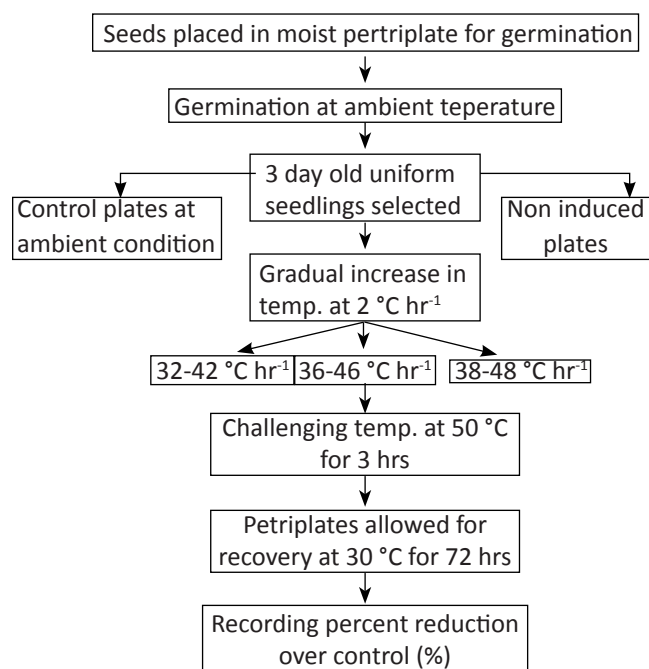 Seeds placed in moist pertriplate for germination
Germination at ambient teperature
3 day old uniform
seedlings selected
Control plates at
ambient condition
Non induced
plates
Gradual increase in
temp. at 2 °C hr⁻¹
32-42 °C hr⁻¹
36-46 °C hr⁻¹
38-48 °C hr⁻¹
Challenging temp. at 50 °C
for 3 hrs
Petriplates allowed for
recovery at 30 °C for 72 hrs
Recording percent reduction
over control (%)